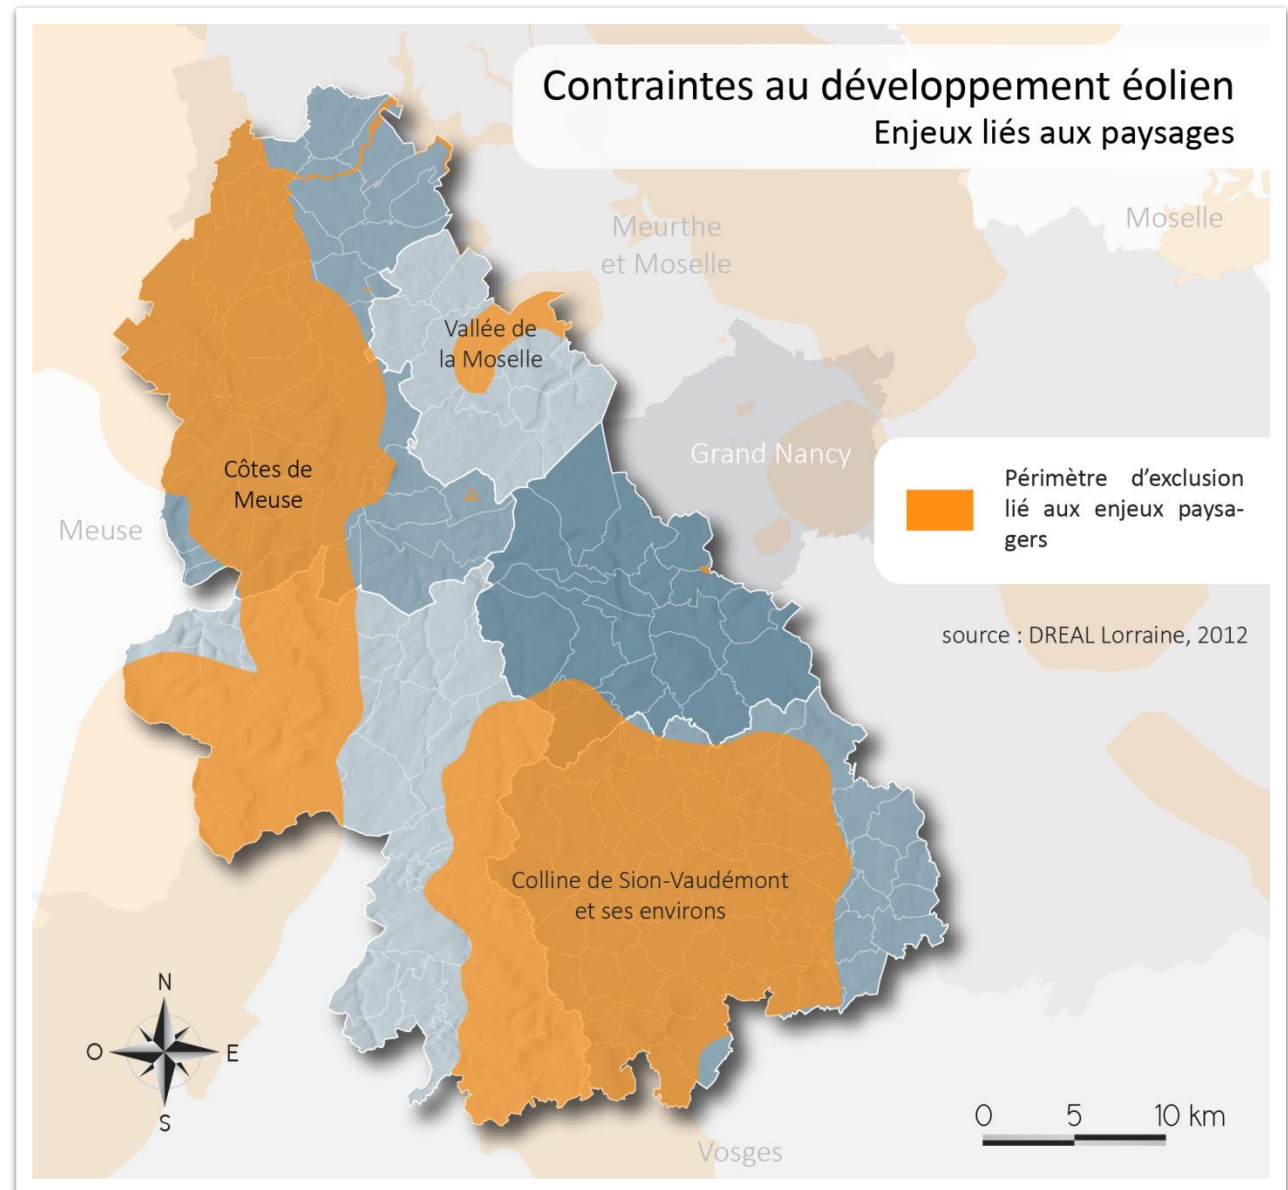 Contraintes au développement éolien
Enjeux liés aux paysages
Moselle
Meurthe
et Moselle
Vallée de
la Moselle
Grand Nancy
Côtes de
Meuse
Meuse
Périmètre d'exclusion
lié aux enjeux paysa-
gers
source : DREAL Lorraine, 2012
Colline de Sion-Vaudémont
et ses environs
N
O
E
S
0 5 10 km
Vosges